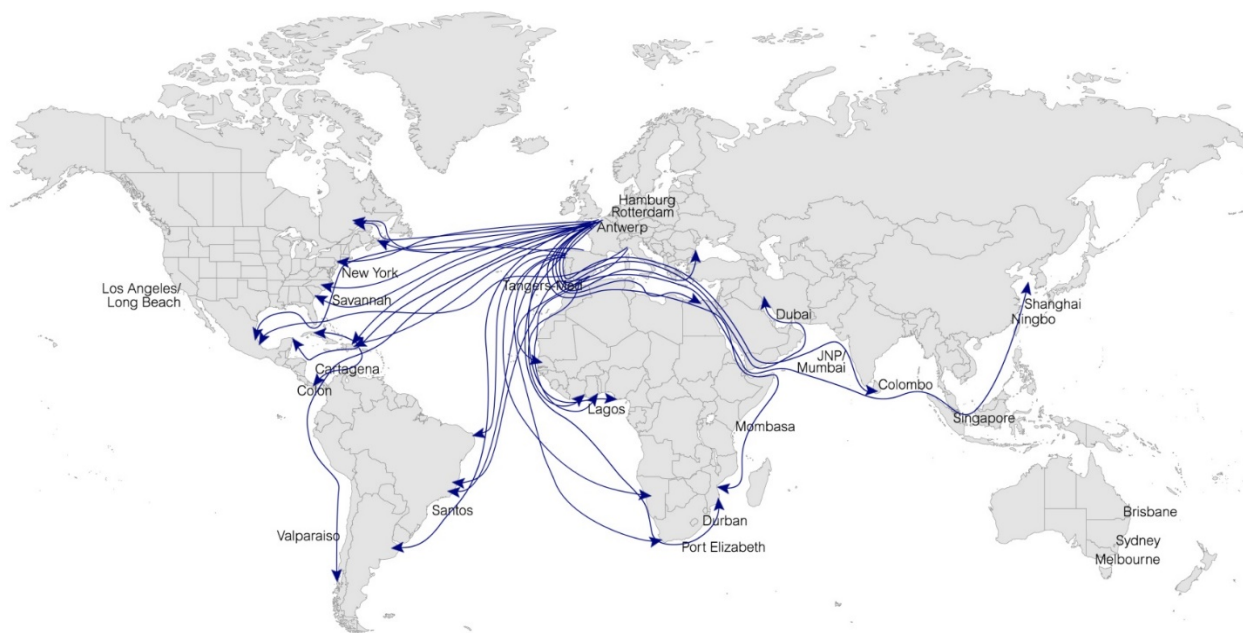 Hamburg
Rotterdam
Antwerp
New York
Los Angeles/
Long Beach
Savannah
Tangers-Med
Shanghai
Ningbo
Dubai
JNP/
Mumbai
Cartagena
Colon
Colombo
Lagos
Singapore
Mombasa
Santos
Durban
Brisbane
Valparaiso
Port Elizabeth
Sydney
Melbourne